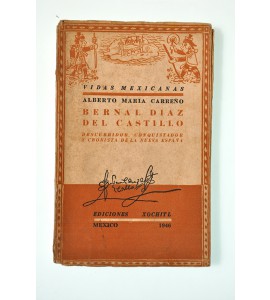 VIDAS MEXICANAS
ALBERTO MARIA CARREÑO
BERNAL DIAZ
DEL CASTILLO
DESCUBRIDOR, CONQUISTADOR
Y CRONISTA DE LA NUEVA ESPAÑA
EDICIONES XOCHITL
MEXICO 1946